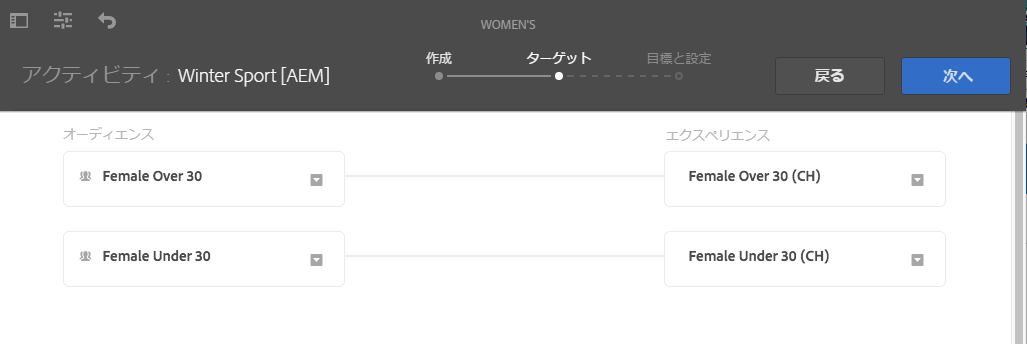 WOMEN'S
アクティビティ : Winter Sport [AEM]
作成
ターゲット
目標と設定
戻る
次へ
オーディエンス
エクスペリエンス
Female Over 30
Female Over 30 (CH)
Female Under 30
Female Under 30 (CH)